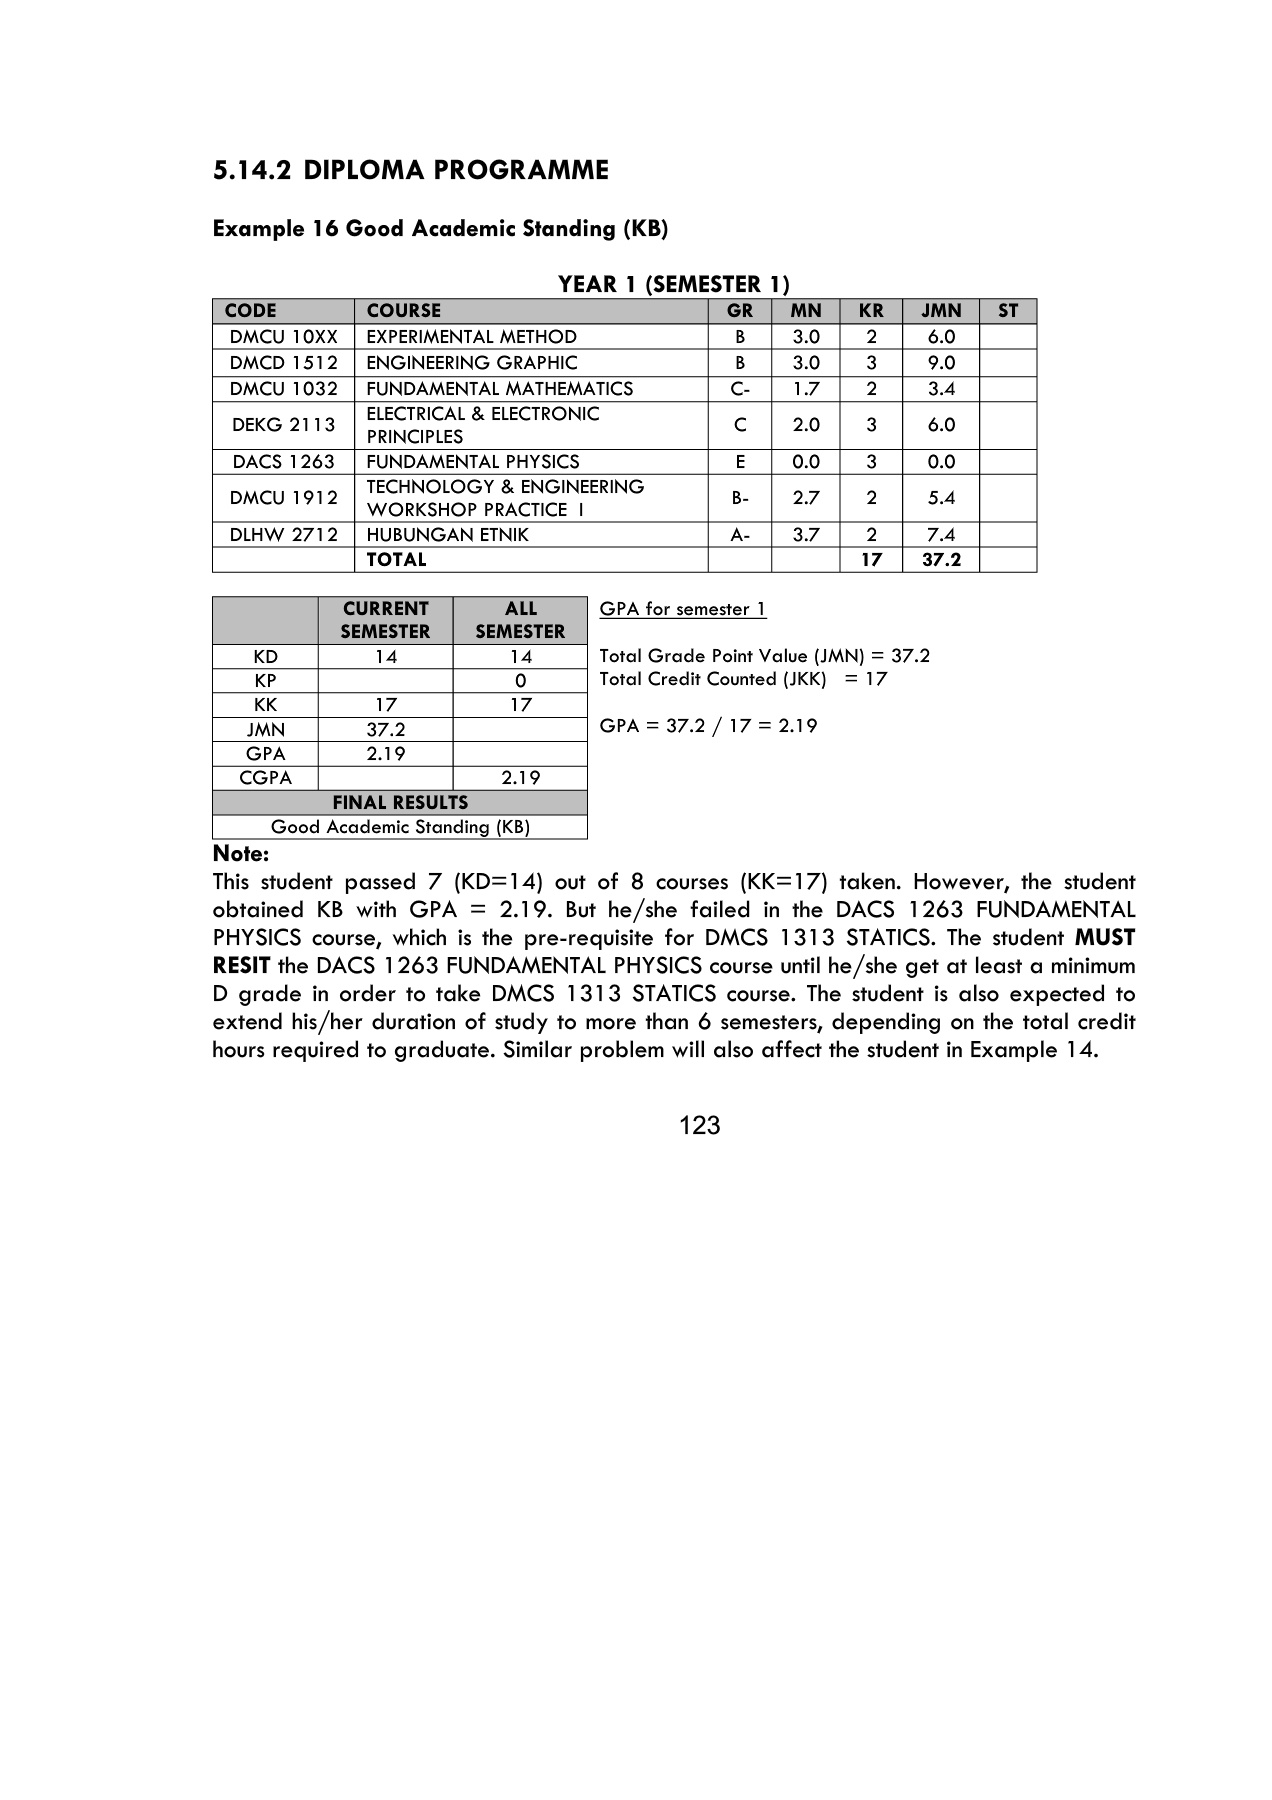 5.14.2 DIPLOMA PROGRAMME
Example 16 Good Academic Standing (KB)
YEAR 1 (SEMESTER 1)
CODE COURSE GR MN KR JMN ST
DMCU 10XX EXPERIMENTAL METHOD B 3.0 2 6.0
DMCD 1512 ENGINEERING GRAPHIC B 3.0 3 9.0
DMCU 1032 FUNDAMENTAL MATHEMATICS C- 1.7 2 3.4
DEKG 2113 ELECTRICAL & ELECTRONIC
PRINCIPLES C 2.0 3 6.0
DACS 1263 FUNDAMENTAL PHYSICS E 0.0 3 0.0
DMCU 1912 TECHNOLOGY & ENGINEERING
WORKSHOP PRACTICE I B- 2.7 2 5.4
DLHW 2712 HUBUNGAN ETNIK A- 3.7 2 7.4
TOTAL 17 37.2
CURRENT
SEMESTER
ALL
SEMESTER
KD 14 14
KP 0
KK 17 17
JMN 37.2
GPA 2.19
CGPA 2.19
FINAL RESULTS
Good Academic Standing (KB)
GPA for semester 1
Total Grade Point Value (JMN) = 37.2
Total Credit Counted (JKK) = 17
GPA = 37.2 / 17 = 2.19
Note:
This student passed 7 (KD=14) out of 8 courses (KK=17) taken. However, the student
obtained KB with GPA = 2.19. But he/she failed in the DACS 1263 FUNDAMENTAL
PHYSICS course, which is the pre-requisite for DMCS 1313 STATICS. The student MUST
RESIT the DACS 1263 FUNDAMENTAL PHYSICS course until he/she get at least a minimum
D grade in order to take DMCS 1313 STATICS course. The student is also expected to
extend his/her duration of study to more than 6 semesters, depending on the total credit
hours required to graduate. Similar problem will also affect the student in Example 14.
123